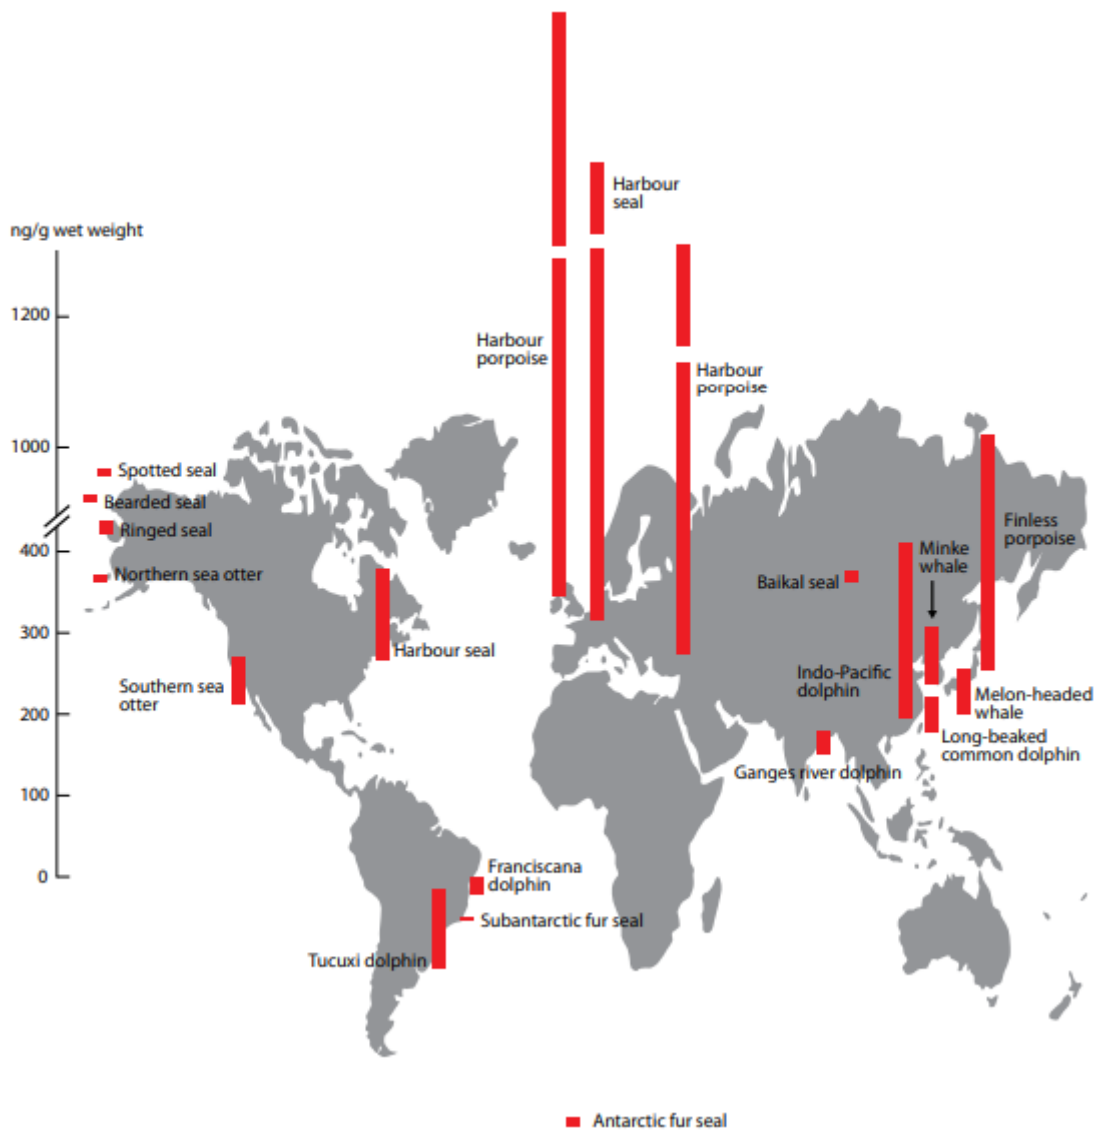 Harbour
seal
ng/g wet weight
1200
Harbour
porpoise
Harbour
porpoise
1000
Spotted seal
Bearded seal
Ringed seal
Finless
porpoise
400
Minke
whale
Northern sea otter
Baikal seal
300
Harbour seal
Indo-Pacific
dolphin
Southern sea
otter
Melon-headed
whale
200
Long-beaked
common dolphin
Ganges river dolphin
100
Franciscana
dolphin
0
Subantarctic fur seal
Tucuxi dolphin
Antarctic fur seal